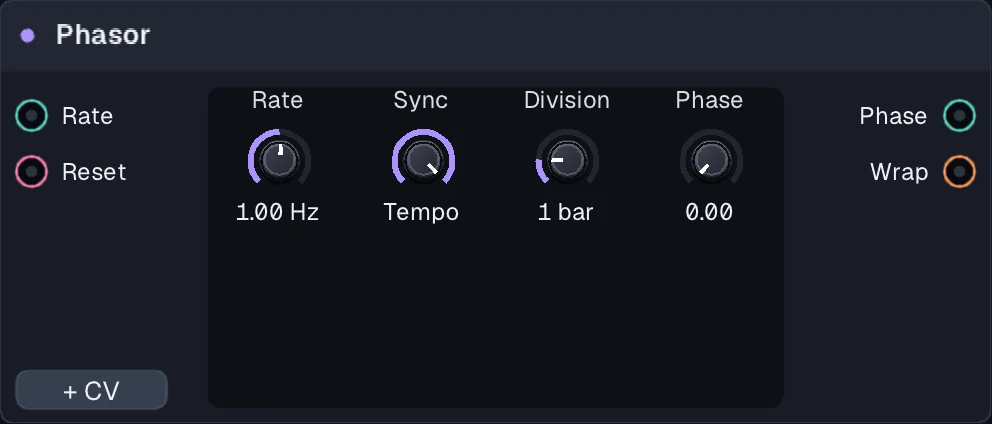 Phasor
Rate
Reset
Rate Sync Division Phase
1.00 Hz Tempo 1 bar 0.00
Phase
Wrap
+ CV